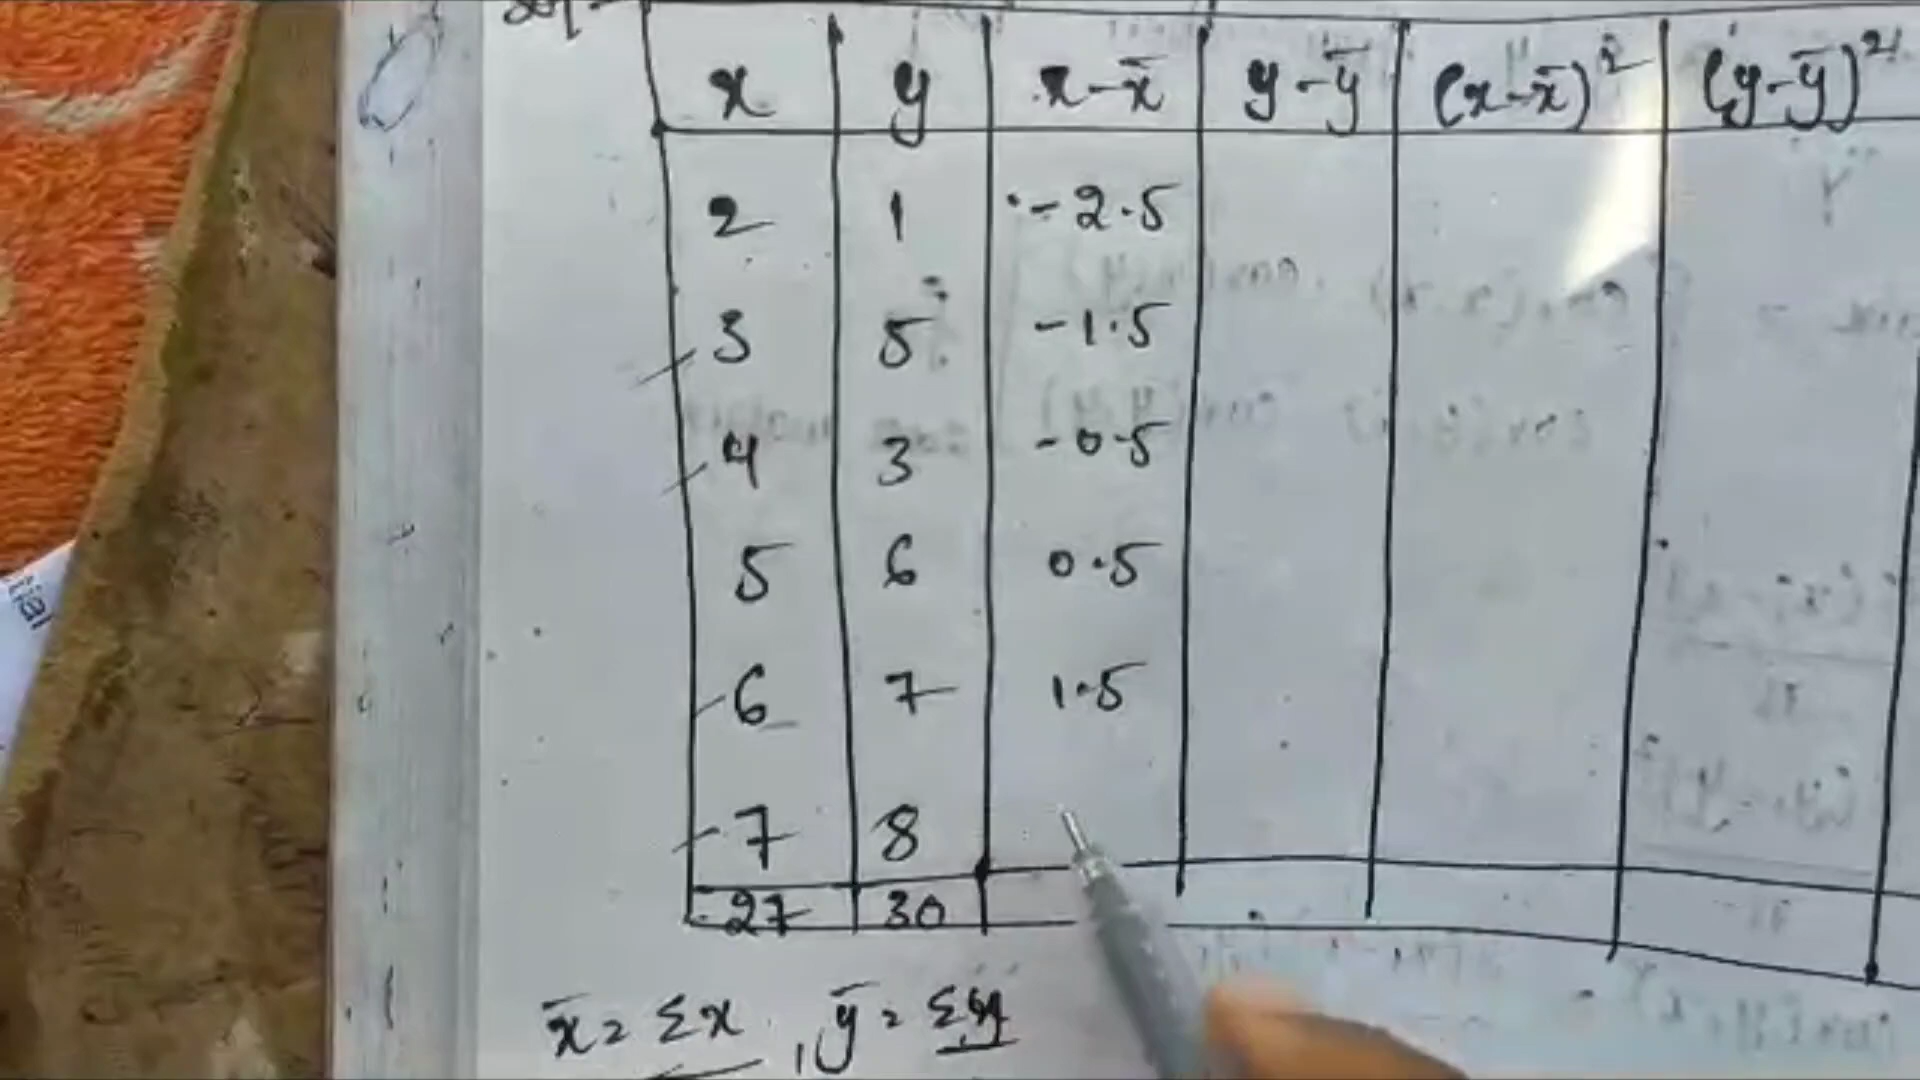 x y x-x̄ y-ȳ (x-x̄)² (y-ȳ)²
2 1 -2.5
3 5 -1.5
4 3 -0.5
5 6 0.5
6 7 1.5
7 8
27 30
x̄ = Σx , ȳ = Σy
tial